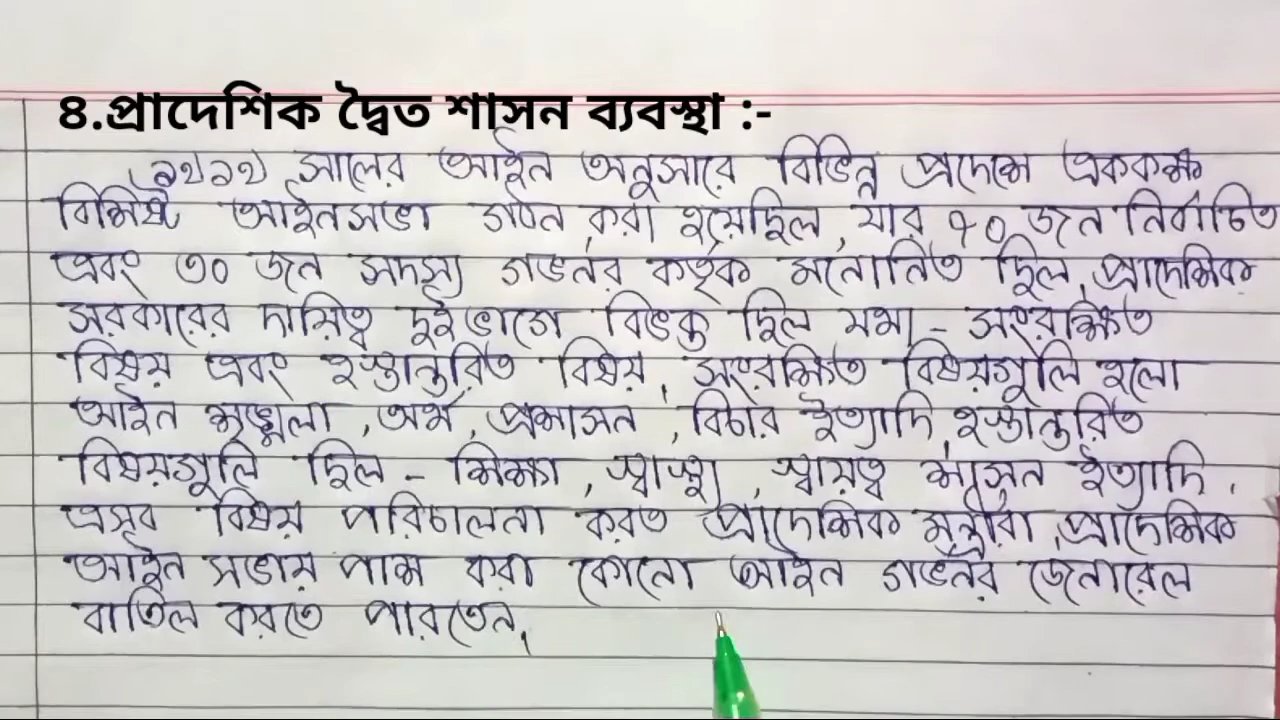 ৪.প্রাদেশিক দ্বৈত শাসন ব্যবস্থা :-
১৯১৯ সালের আইন অনুসারে বিভিন্ন প্রদেশে এককক্ষ
বিশিষ্ট আইনসভা গঠন করা হয়েছিল, যার ৭০ জন নির্বাচিত
এবং ৩০ জন সদস্য গভর্নর কর্তৃক মনোনিত ছিল, প্রাদেশিক
সরকারের দায়িত্ব দুইভাগে বিভক্ত ছিল যথা - সংরক্ষিত
বিষয় এবং হস্তান্তরিত বিষয়, সংরক্ষিত বিষয়গুলি হলো
আইন শৃঙ্খলা, অর্থ, প্রশাসন, বিচার ইত্যাদি, হস্তান্তরিত
বিষয়গুলি ছিল - শিক্ষা, স্বাস্থ্য, স্বায়ত্ব শাসন ইত্যাদি,
এসব বিষয় পরিচালনা করত প্রাদেশিক মন্ত্রীরা, প্রাদেশিক
আইন সভায় পাশ করা কোনো আইন গভর্নর জেনারেল
বাতিল করতে পারতেন,